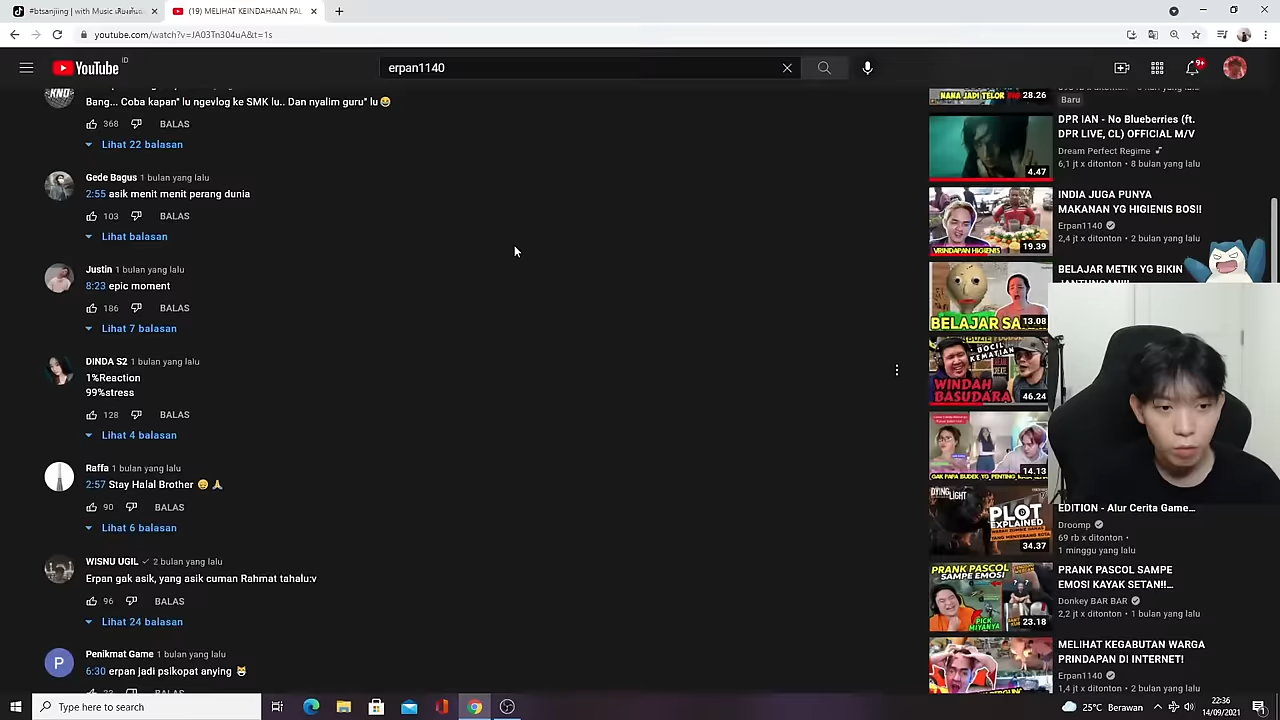 #btsanjiing | with Music
(19) MELIHAT KEINDAHAAN PAL
youtube.com/watch?v=JA03Tn304uA&t=1s
YouTube ID
erpan1140
9+
KND
Bang... Coba kapan" lu ngevlog ka SMK lu.. Dan nyalim guru" lu 😅
368 BALAS
Lihat 22 balasan
Gede Bagus 1 bulan yang lalu
2:55 asik menit menit perang dunia
103 BALAS
Lihat balasan
Justin 1 bulan yang lalu
8:23 epic moment
186 BALAS
Lihat 7 balasan
DINDA S2 1 bulan yang lalu
1%Reaction
99%stress
128 BALAS
Lihat 4 balasan
Raffa 1 bulan yang lalu
2:57 Stay Halal Brother 😖 🙏
90 BALAS
Lihat 6 balasan
WISNU UGIL 2 bulan yang lalu
Erpan gak asik, yang asik cuman Rahmat tahalu:v
96 BALAS
Lihat 24 balasan
P
Penikmat Game 1 bulan yang lalu
6:30 erpan jadi psikopat anying
BALAS
NANA JADI TELOR
28.26
Baru
4.47
DPR IAN - No Blueberries (ft.
DPR LIVE, CL) OFFICIAL M/V
Dream Perfect Regime
6,1 jt x ditonton • 8 bulan yang lalu
VRINDAPAN HIGIENIS
19.39
INDIA JUGA PUNYA
MAKANAN YG HIGIENIS BOS!!
Erpan1140
2,4 jt x ditonton • 2 bulan yang lalu
BELAJAR SA
13.08
BELAJAR METIK YG BIKIN
BOCIL
KEMATIAN
WINDAH
BASUDARA
46.24
14.13
GAK PAPA BUDEK YG PENTING
DYING LIGHT
PLOT
EXPLAINED
34.37
EDITION - Alur Cerita Game...
Droomp
69 rb x ditonton •
1 minggu yang lalu
PRANK PASCOL
SAMPE EMOSI
PICK
MIYANYA
23.18
PRANK PASCOL SAMPE
EMOSI KAYAK SETAN!!...
Donkey BAR BAR
2,2 jt x ditonton • 1 bulan yang lalu
MELIHAT KEGABUTAN WARGA
PRINDAPAN DI INTERNET!
Erpan1140
1,4 jt x ditonton • 2 bulan yang lalu
Type here to search
25°C Berawan
22:36
14/09/2021